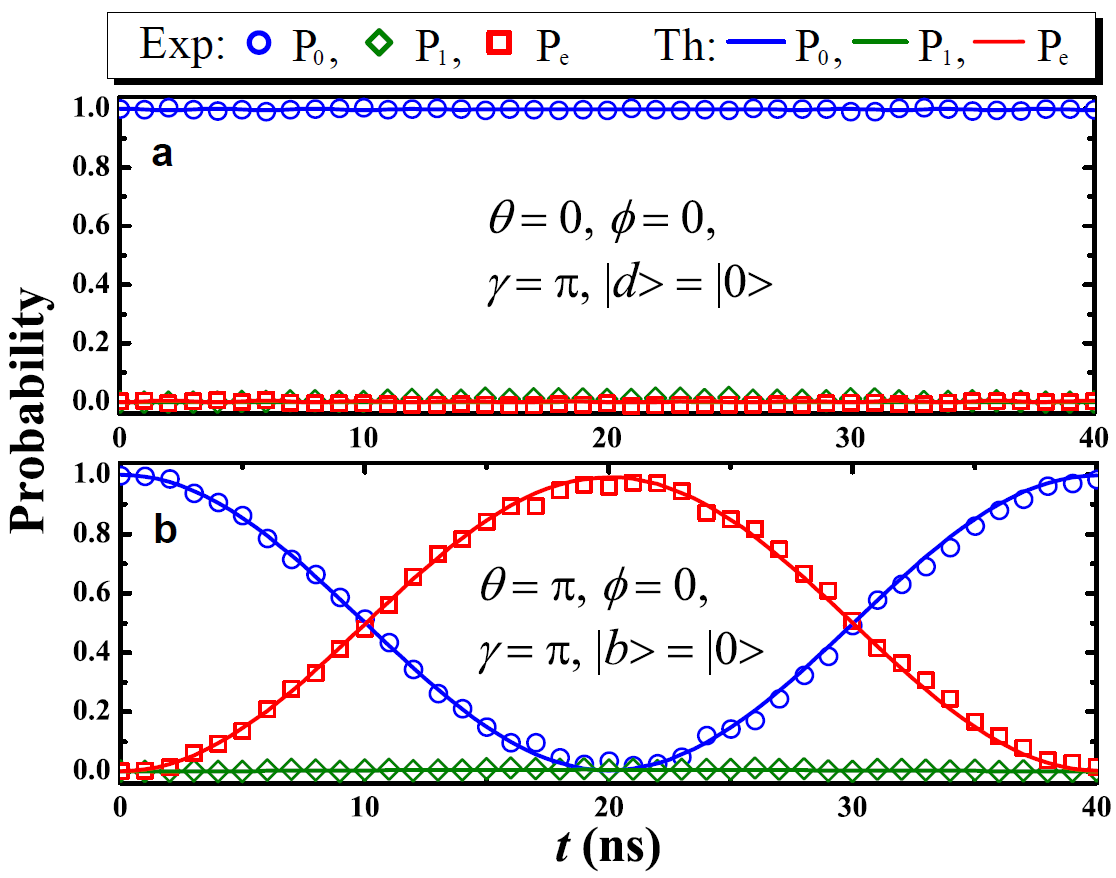 Exp: P₀, P₁, Pₑ Th: P₀, P₁, Pₑ
1.0
a
0.8
θ = 0, ϕ = 0,
0.6
γ = π, |d> = |0>
0.4
0.2
0.0
0 10 20 30 40
Probability
1.0
b
0.8
θ = π, ϕ = 0,
0.6
γ = π, |b> = |0>
0.4
0.2
0.0
0 10 20 30 40
t (ns)